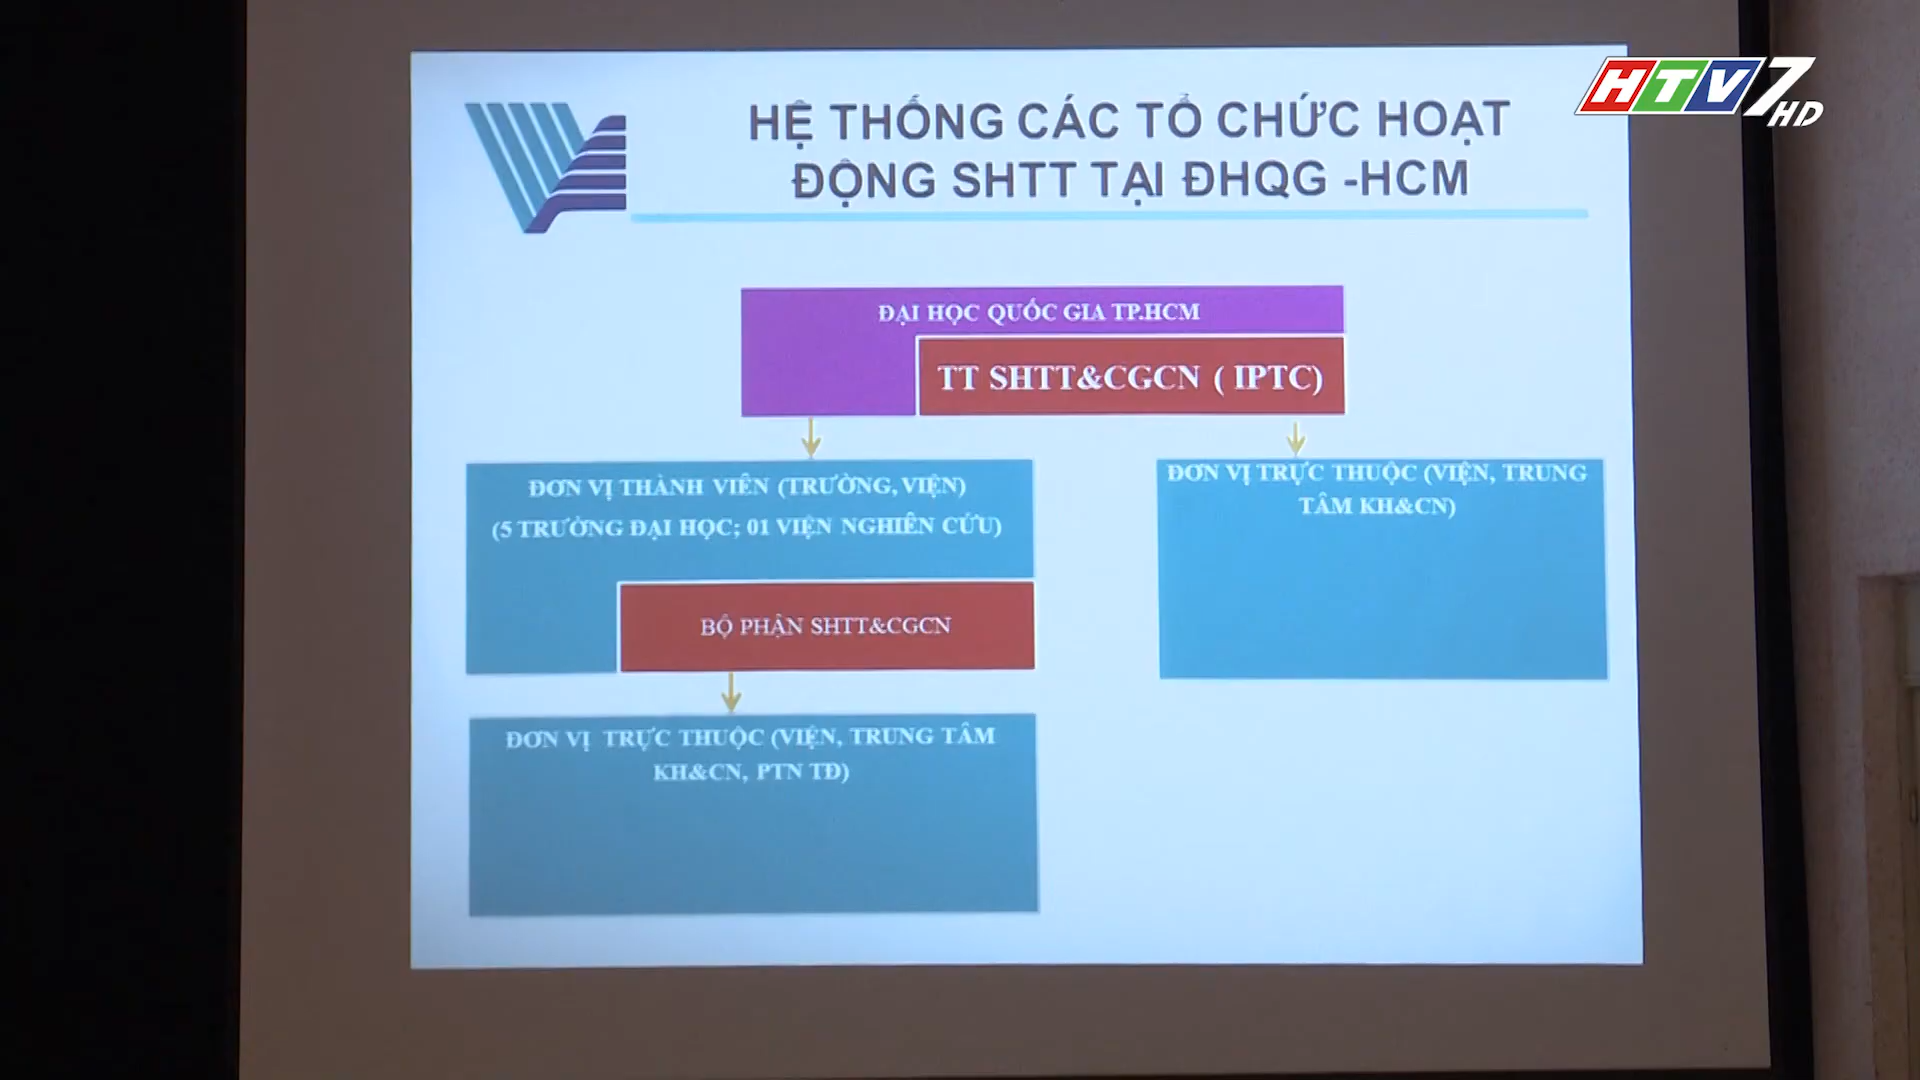 HTV7
HD
HỆ THỐNG CÁC TỔ CHỨC HOẠT
ĐỘNG SHTT TẠI ĐHQG -HCM
ĐẠI HỌC QUỐC GIA TP.HCM
TT SHTT&CGCN ( IPTC)
ĐƠN VỊ THÀNH VIÊN (TRƯỜNG, VIỆN)
(5 TRƯỜNG ĐẠI HỌC; 01 VIỆN NGHIÊN CỨU)
BỘ PHẬN SHTT&CGCN
ĐƠN VỊ TRỰC THUỘC (VIỆN, TRUNG
TÂM KH&CN)
ĐƠN VỊ TRỰC THUỘC (VIỆN, TRUNG TÂM
KH&CN, PTN TĐ)